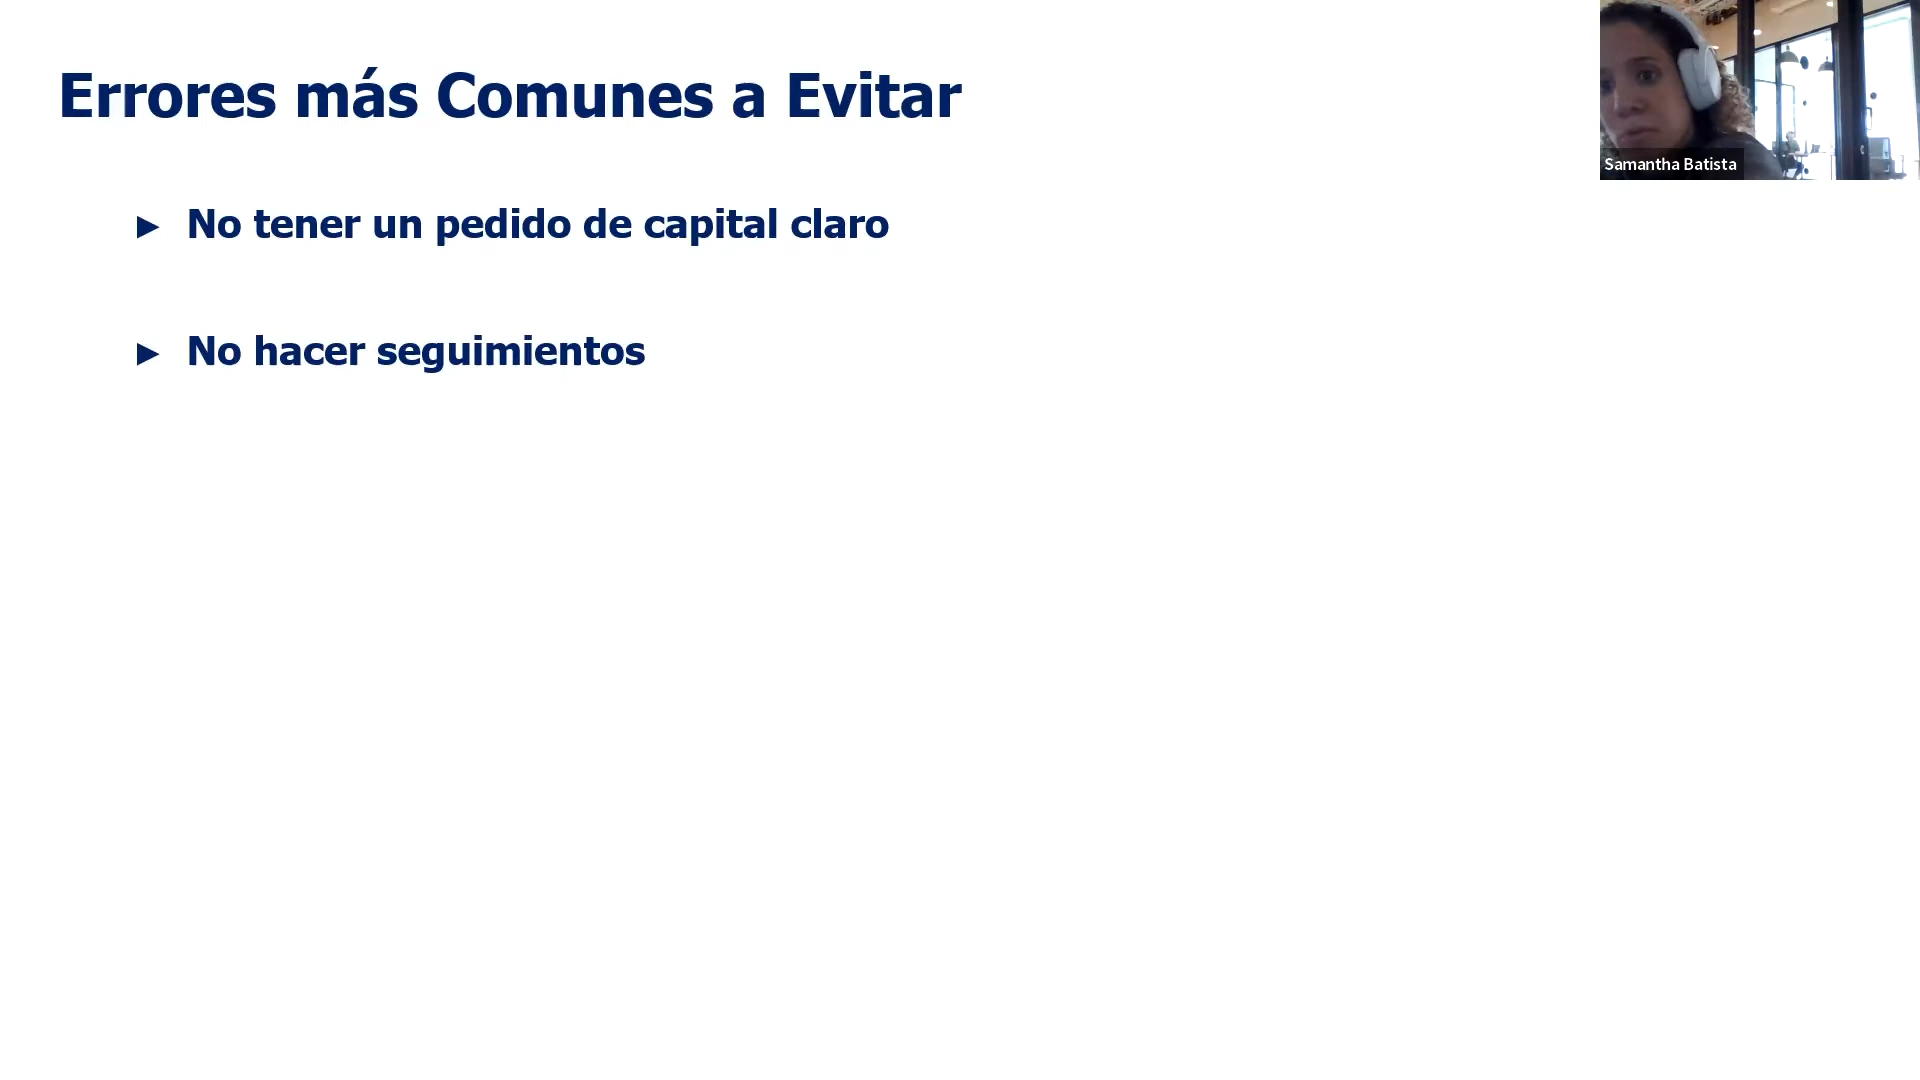 Errores más Comunes a Evitar
Samantha Batista
► No tener un pedido de capital claro
► No hacer seguimientos